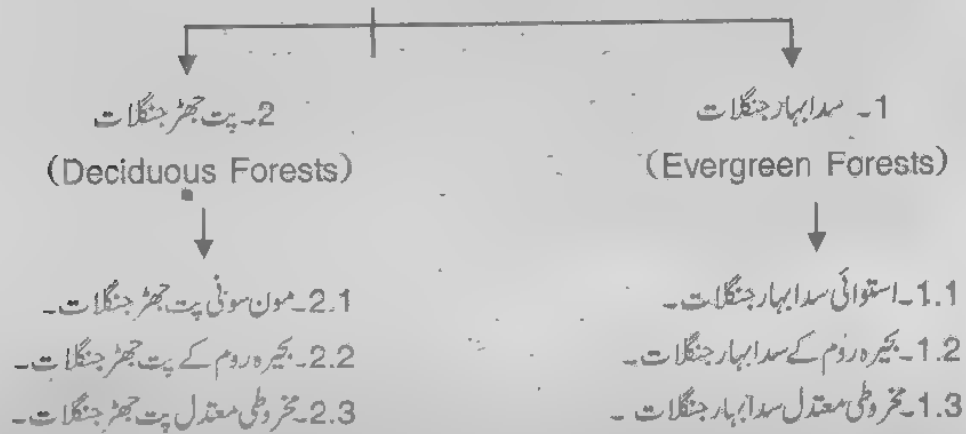 1۔ سدابہار جنگلات
(Evergreen Forests)
1.1۔استوائی سدابہار جنگلات۔
1.2۔بحیرہ روم کے سدابہار جنگلات۔
1.3۔مخروطی معتدل سدابہار جنگلات ۔
2۔پت جھڑ جنگلات
(Deciduous Forests)
2.1۔مون سونی پت جھڑ جنگلات۔
2.2۔بحیرہ روم کے پت جھڑ جنگلات۔
2.3۔مخروطی معتدل پت جھڑ جنگلات۔